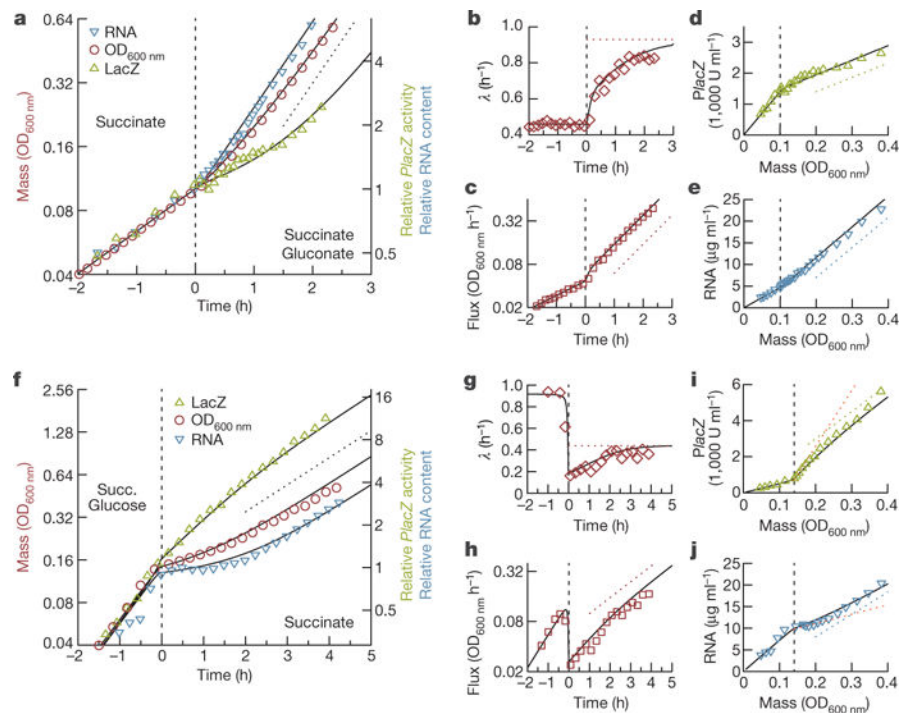 a
0.64
0.32
0.16
0.08
0.04
Mass (OD600 nm)
RNA
OD600 nm
LacZ
Succinate
Succinate
Gluconate
4
2
1
0.5
Relative PlacZ activity
Relative RNA content
−2 −1 0 1 2 3
Time (h)
b
1.0
0.8
0.6
0.4
λ (h−1)
−2 −1 0 1 2 3
Time (h)
d
3
2
1
0
PlacZ
(1,000 U ml−1)
0 0.1 0.2 0.3 0.4
Mass (OD600 nm)
c
0.32
0.08
0.02
Flux (OD600 nm h−1)
−2 −1 0 1 2 3
Time (h)
e
25
20
15
10
5
0
RNA (µg ml−1)
0 0.1 0.2 0.3 0.4
Mass (OD600 nm)
f
2.56
1.28
0.64
0.32
0.16
0.08
0.04
Mass (OD600 nm)
LacZ
OD600 nm
RNA
Succ.
Glucose
Succinate
16
8
4
2
1
0.5
Relative PlacZ activity
Relative RNA content
−2 −1 0 1 2 3 4 5
Time (h)
g
1.0
0.8
0.6
0.4
0.2
0
λ (h−1)
−2 −1 0 1 2 3 4 5
Time (h)
i
6
4
2
0
PlacZ
(1,000 U ml−1)
0 0.1 0.2 0.3 0.4
Mass (OD600 nm)
h
0.32
0.08
0.02
Flux (OD600 nm h−1)
−2 −1 0 1 2 3 4 5
Time (h)
j
25
20
15
10
5
0
RNA (µg ml−1)
0 0.1 0.2 0.3 0.4
Mass (OD600 nm)